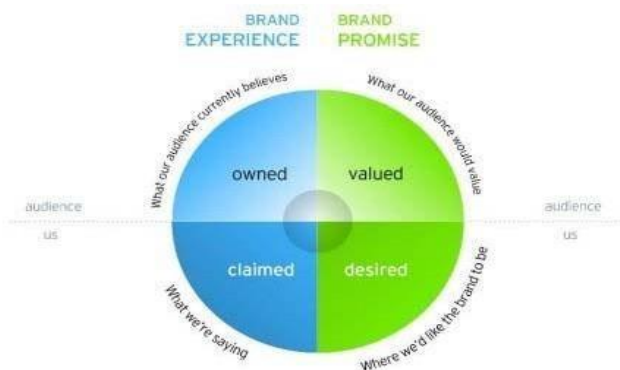 BRAND
EXPERIENCE
BRAND
PROMISE
What our audience currently believes
What our audience would value
owned
valued
audience
us
audience
us
claimed
desired
What we're saying
Where we'd like the brand to be